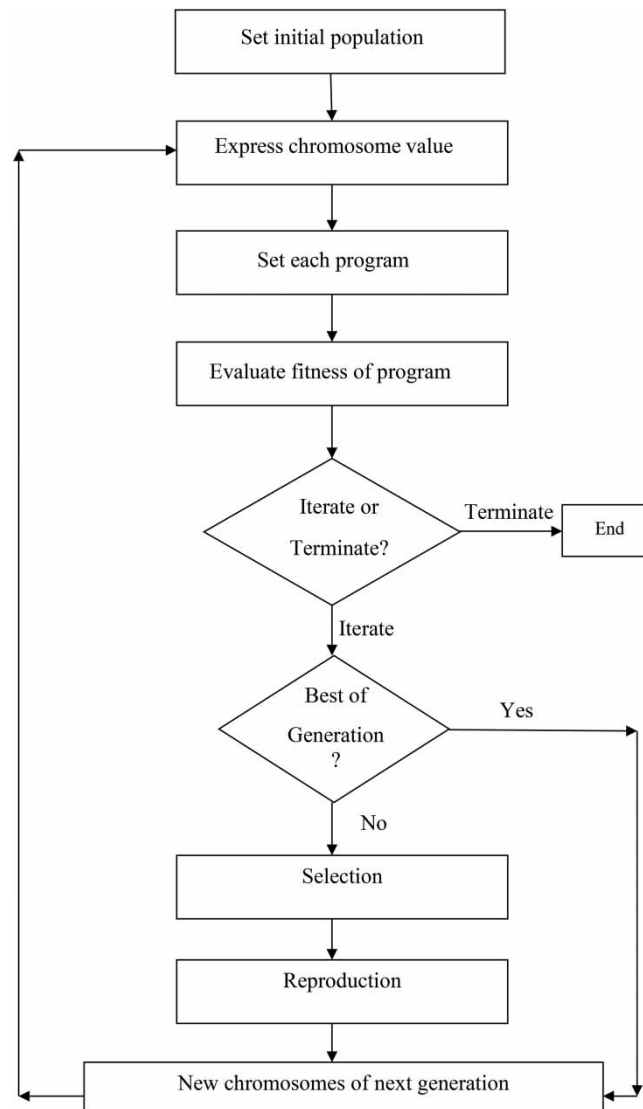 Set initial population
Express chromosome value
Set each program
Evaluate fitness of program
Iterate or
Terminate?
Terminate
End
Iterate
Best of
Generation
?
Yes
No
Selection
Reproduction
New chromosomes of next generation